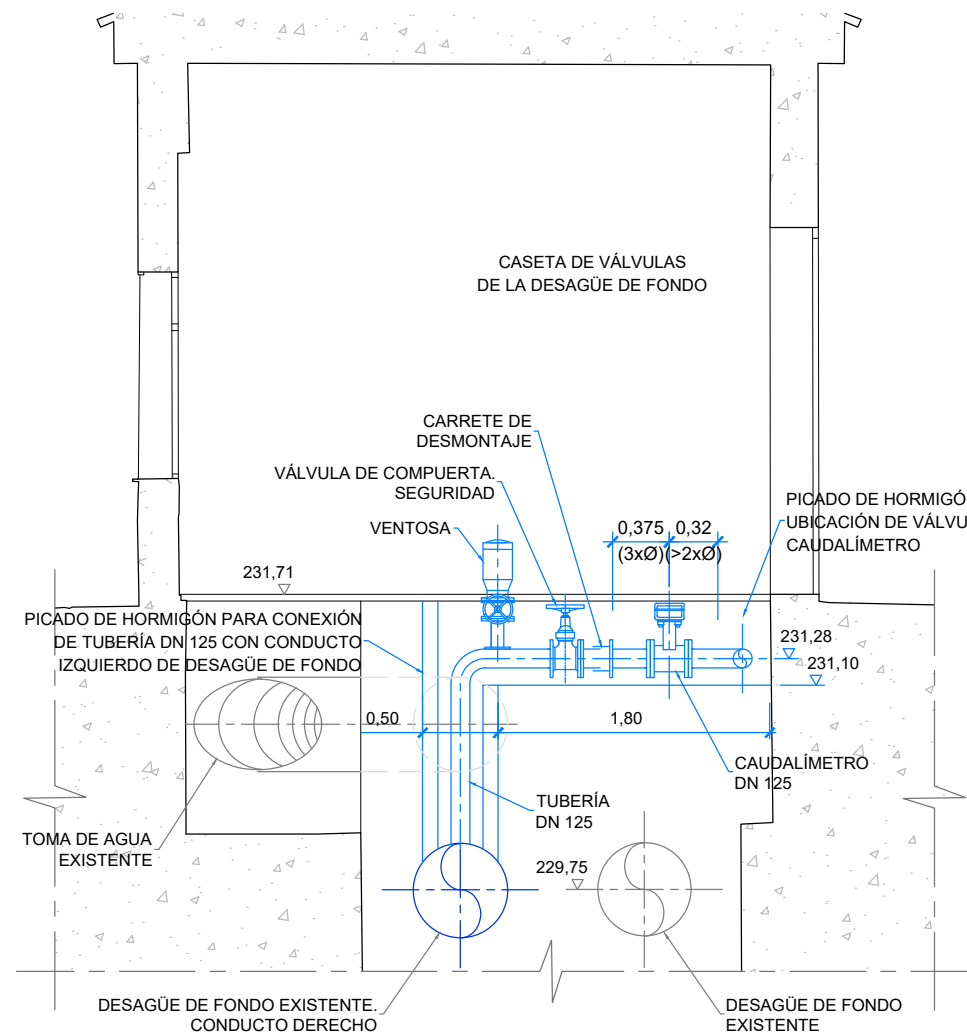 CASETA DE VÁLVULAS
DE LA DESAGÜE DE FONDO
CARRETE DE
DESMONTAJE
VÁLVULA DE COMPUERTA.
SEGURIDAD
VENTOSA
0,375 0,32
(3xØ)(>2xØ)
PICADO DE HORMIGÓ
UBICACIÓN DE VÁLVU
CAUDALÍMETRO
231,71
PICADO DE HORMIGÓN PARA CONEXIÓN
DE TUBERÍA DN 125 CON CONDUCTO
IZQUIERDO DE DESAGÜE DE FONDO
231,28
231,10
0,50
1,80
CAUDALÍMETRO
DN 125
TUBERÍA
DN 125
TOMA DE AGUA
EXISTENTE
229,75
DESAGÜE DE FONDO EXISTENTE.
CONDUCTO DERECHO
DESAGÜE DE FONDO
EXISTENTE